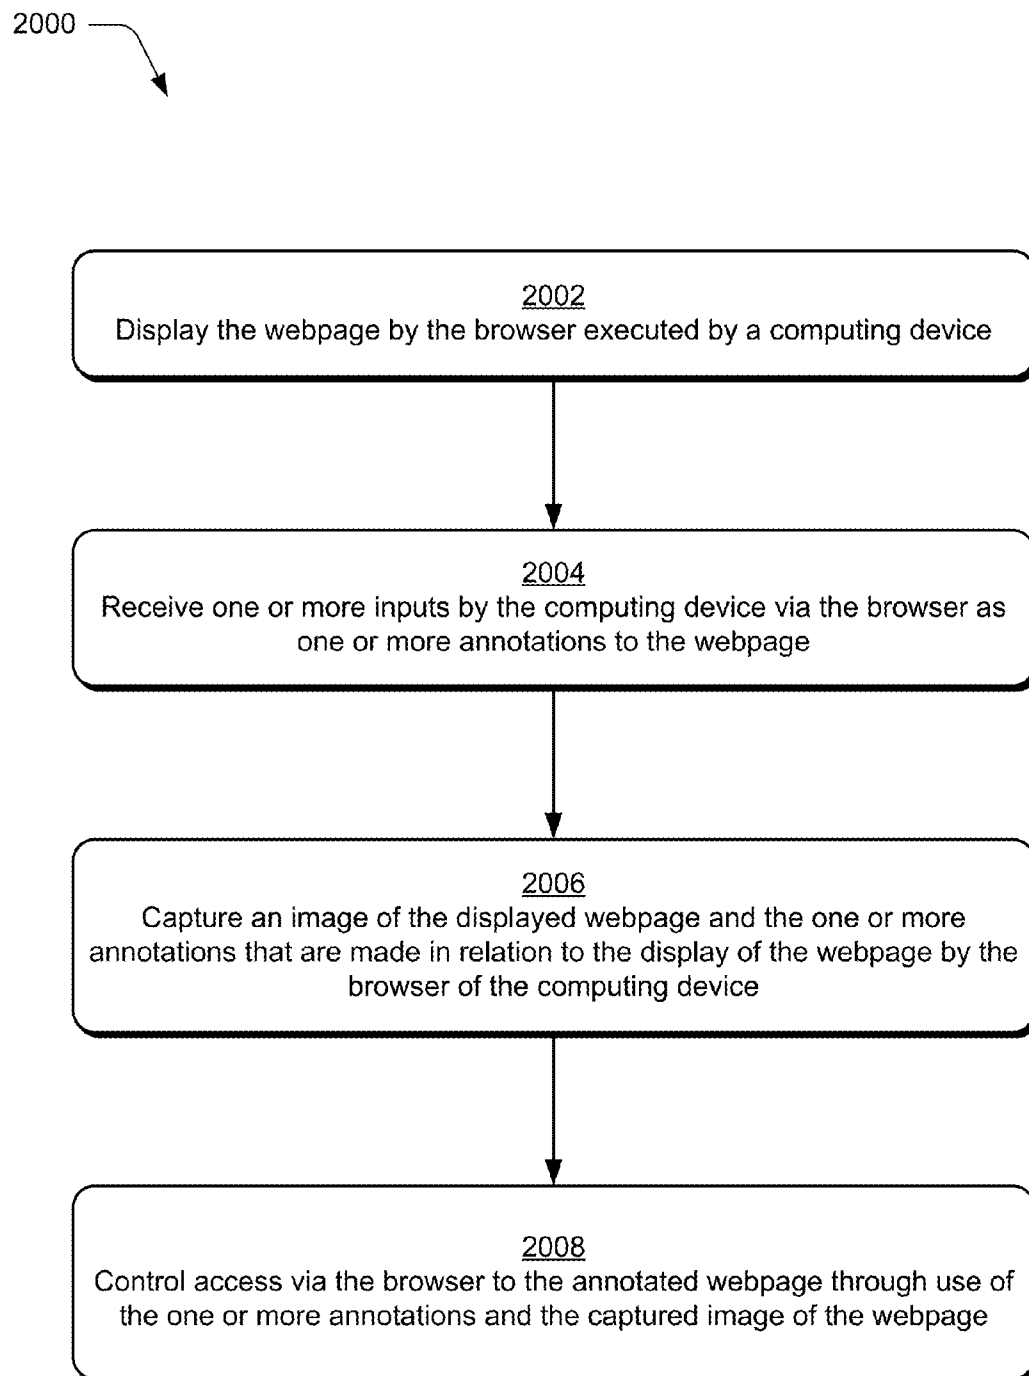 2000
2002
Display the webpage by the browser executed by a computing device
2004
Receive one or more inputs by the computing device via the browser as
one or more annotations to the webpage
2006
Capture an image of the displayed webpage and the one or more
annotations that are made in relation to the display of the webpage by the
browser of the computing device
2008
Control access via the browser to the annotated webpage through use of
the one or more annotations and the captured image of the webpage